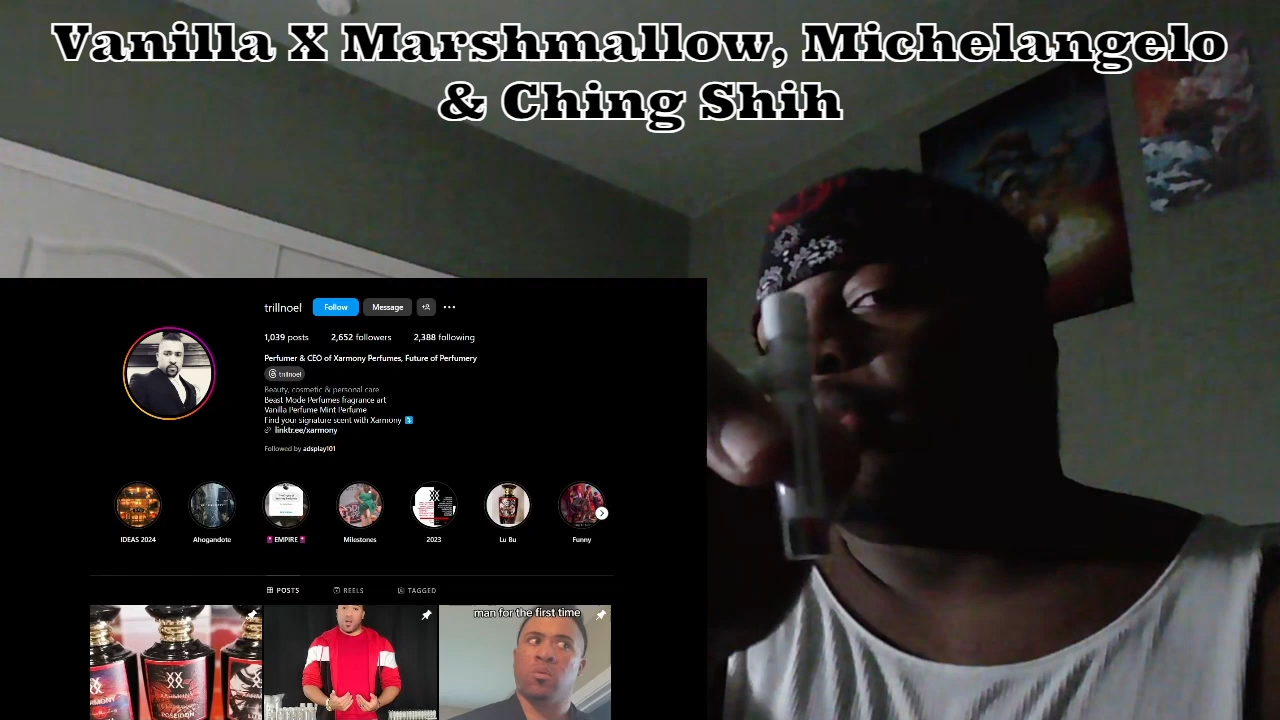 Vanilla X Marshmallow, Michelangelo
& Ching Shih
trillnoel
Follow
Message
1,039 posts 2,652 followers 2,388 following
Perfumer & CEO of Xarmony Perfumes, Future of Perfumery
trillnoel
Beauty, cosmetic & personal care
Beast Mode Perfumes fragrance art
Vanilla Perfume Mint Perfume
Find your signature scent with Xarmony
linktr.ee/xarmony
Followed by adsplay101
IDEAS 2024
Ahogandote
EMPIRE
Milestones
2023
Lu Bu
Funny
POSTS
REELS
TAGGED
man for the first time
POSEIDON